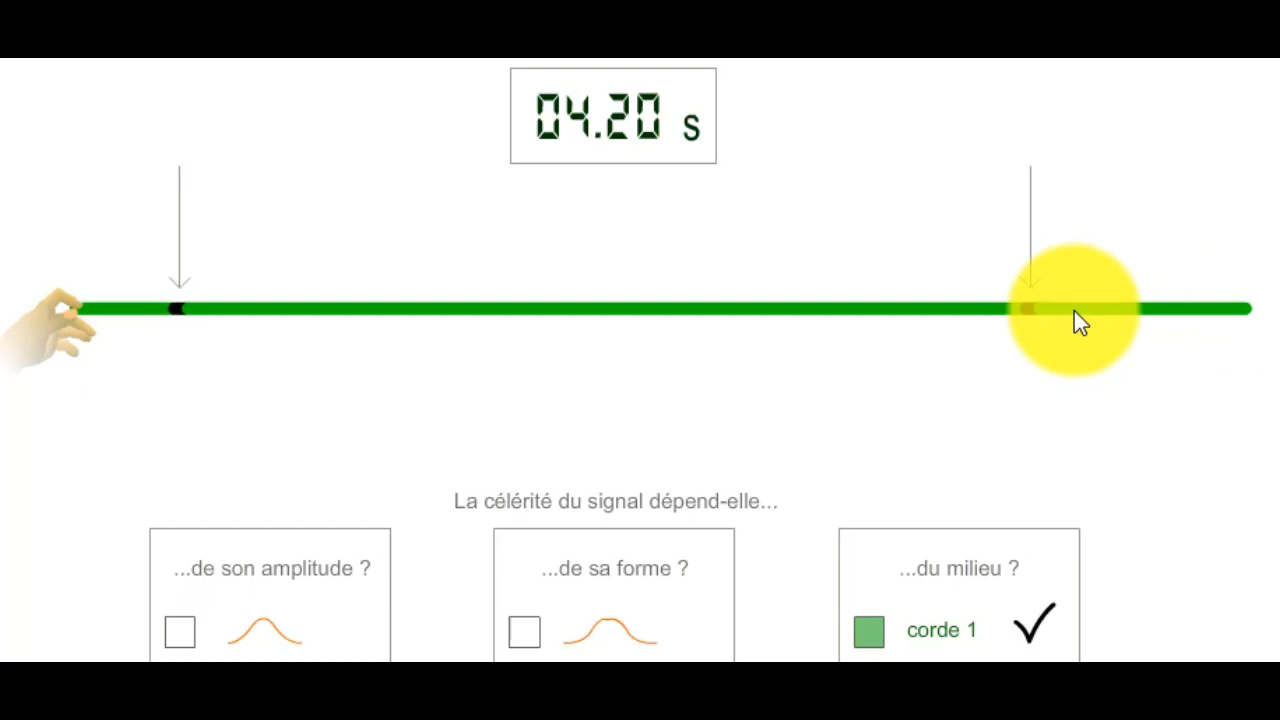 04.20 s
La célérité du signal dépend-elle...
...de son amplitude ?
...de sa forme ?
...du milieu ?
corde 1